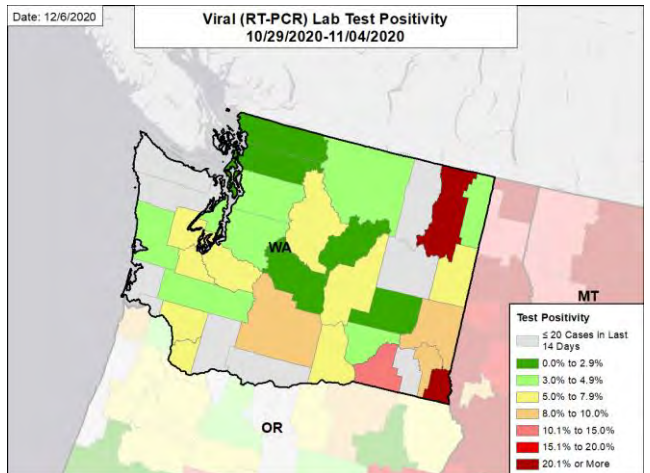 Date: 12/6/2020
Viral (RT-PCR) Lab Test Positivity
10/29/2020-11/04/2020
WA
MT
OR
Test Positivity
≤ 20 Cases in Last
14 Days
0.0% to 2.9%
3.0% to 4.9%
5.0% to 7.9%
8.0% to 10.0%
10.1% to 15.0%
15.1% to 20.0%
20.1% or More